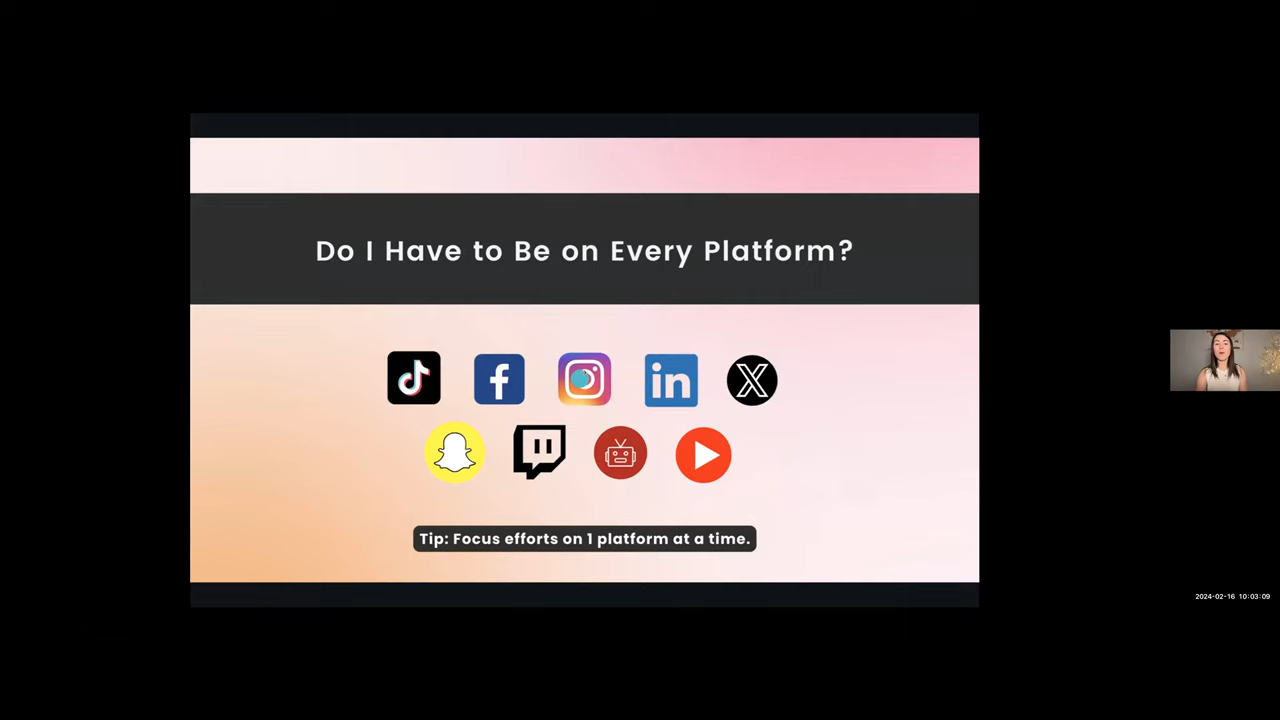 Do I Have to Be on Every Platform?
in
Tip: Focus efforts on 1 platform at a time.
2024-02-16 10:03:09